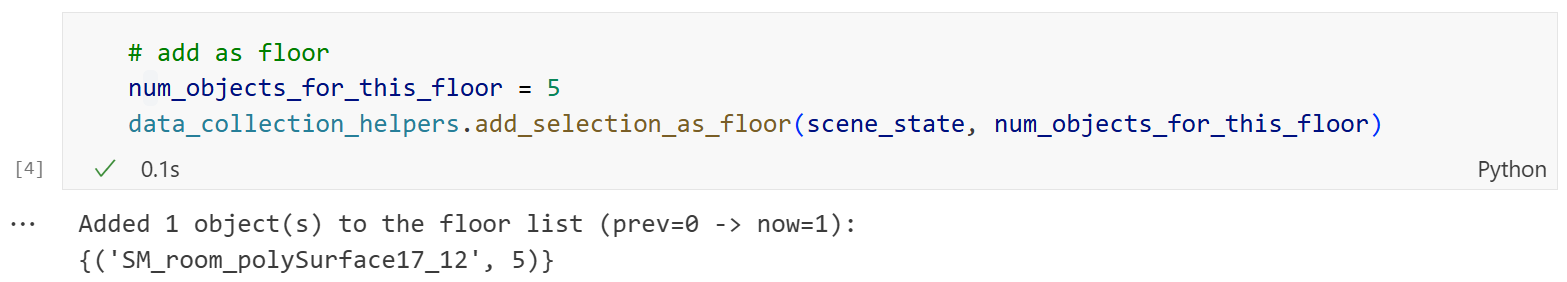 # add as floor
num_objects_for_this_floor = 5
data_collection_helpers.add_selection_as_floor(scene_state, num_objects_for_this_floor)
[4] 0.1s Python
... Added 1 object(s) to the floor list (prev=0 -> now=1):
{('SM_room_polySurface17_12', 5)}